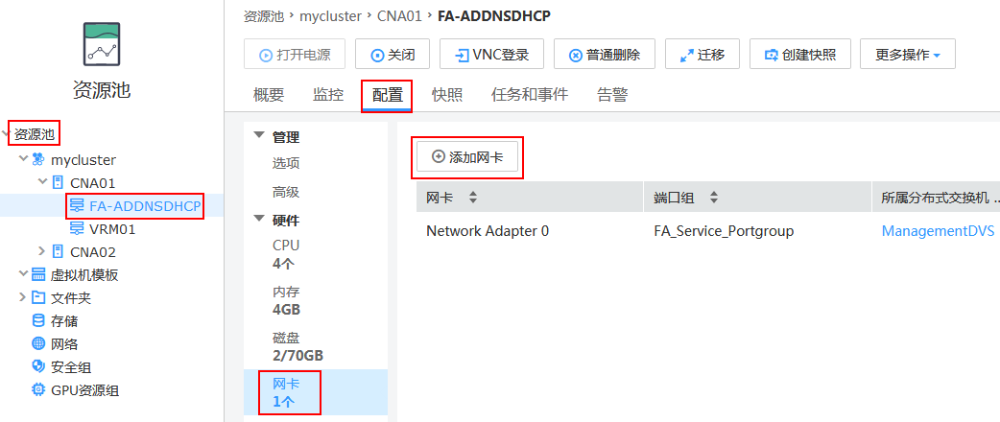 资源池
资源池
mycluster
CNA01
FA-ADDNSDHCP
VRM01
CNA02
虚拟机模板
文件夹
存储
网络
安全组
GPU资源组
资源池 > mycluster > CNA01 > FA-ADDNSDHCP
打开电源 关闭 VNC登录 普通删除 迁移 创建快照 更多操作
概要 监控 配置 快照 任务和事件 告警
管理
选项
高级
硬件
CPU
4个
内存
4GB
磁盘
2/70GB
网卡
1个
添加网卡
网卡 端口组 所属分布式交换机 ...
Network Adapter 0 FA_Service_Portgroup ManagementDVS